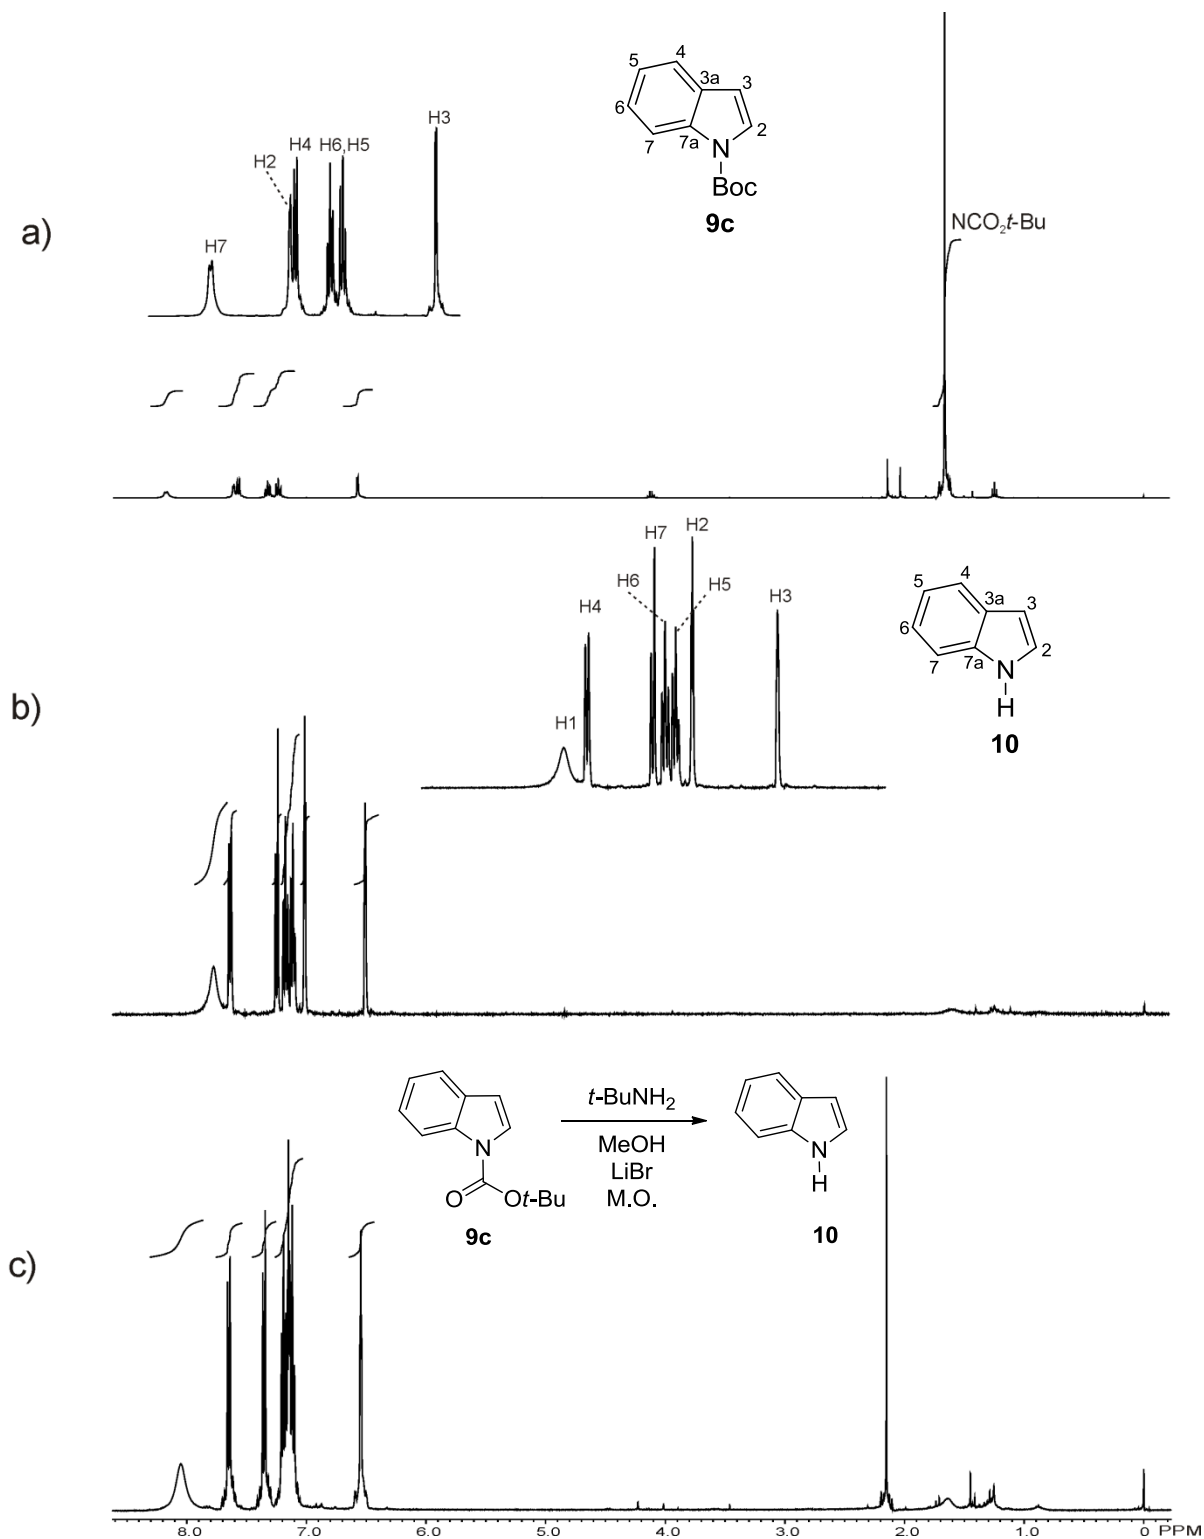 a)
H7
H2
H4
H6,H5
H3
4
5
3a
3
6
2
7a
7
N
Boc
9c
NCO₂t-Bu
b)
H1
H4
H6
H7
H2
H5
H3
4
5
3a
3
6
2
7a
7
N
H
10
c)
N
O
Ot-Bu
9c
t-BuNH₂
MeOH
LiBr
M.O.
N
H
10
8.0 7.0 6.0 5.0 4.0 3.0 2.0 1.0 0 PPM